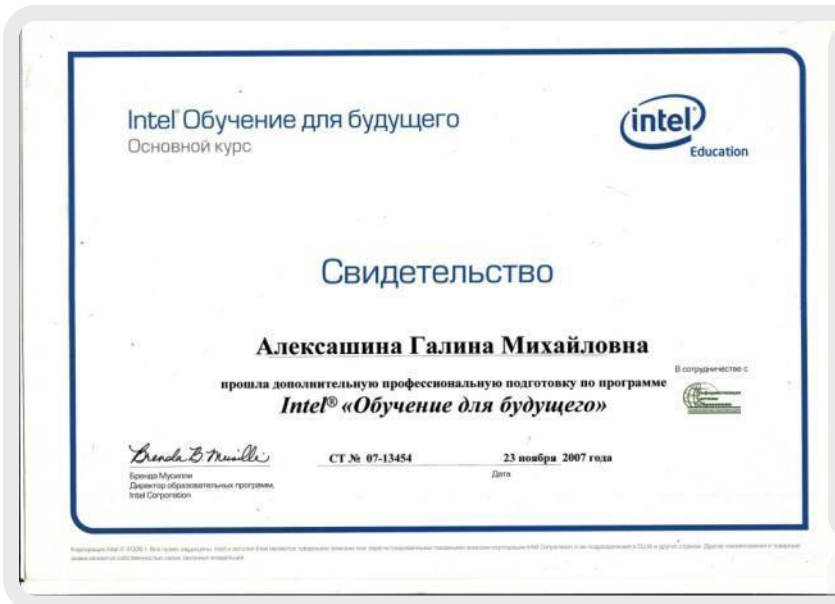 Intel® Обучение для будущего
Основной курс
intel
Education
Свидетельство
Алексашина Галина Михайловна
прошла дополнительную профессиональную подготовку по программе
Intel® «Обучение для будущего»
В сотрудничестве с
Brenda B Musilli
СТ № 07-13454
23 ноября 2007 года
Бренда Мусилли
Дата
Директор образовательных программ,
Intel Corporation